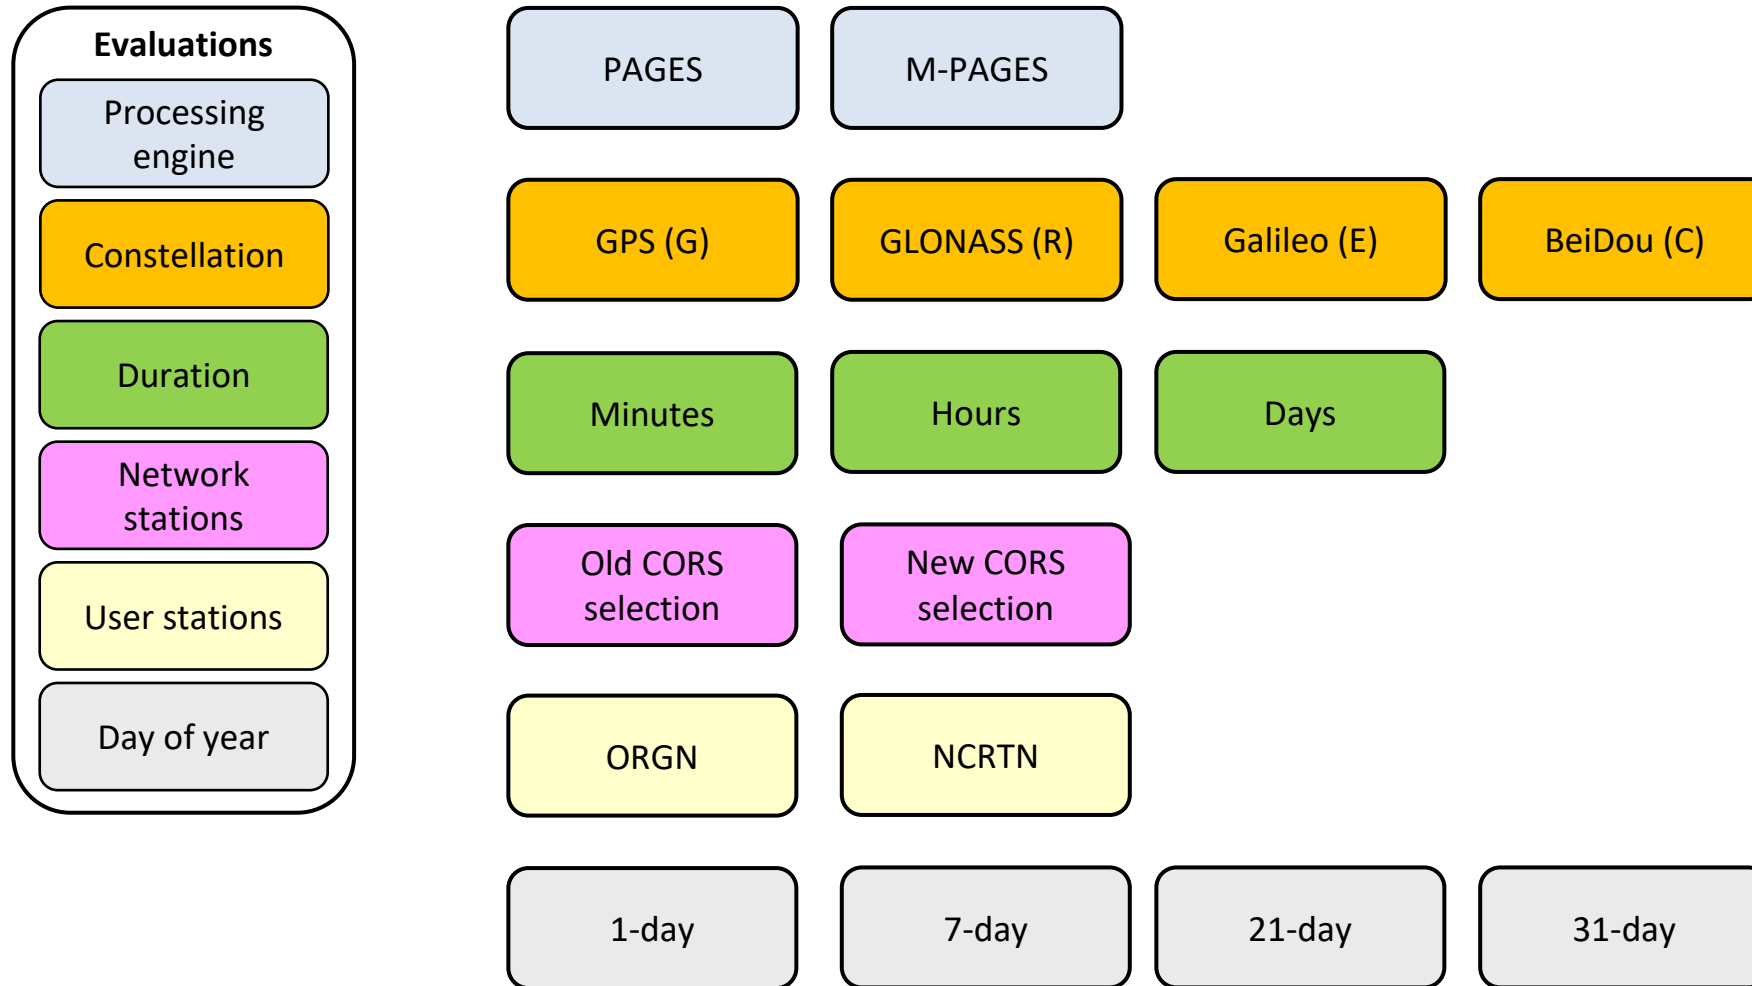 Evaluations
Processing
engine
Constellation
Duration
Network
stations
User stations
Day of year
PAGES
M-PAGES
GPS (G)
GLONASS (R)
Galileo (E)
BeiDou (C)
Minutes
Hours
Days
Old CORS
selection
New CORS
selection
ORGN
NCRTN
1-day
7-day
21-day
31-day